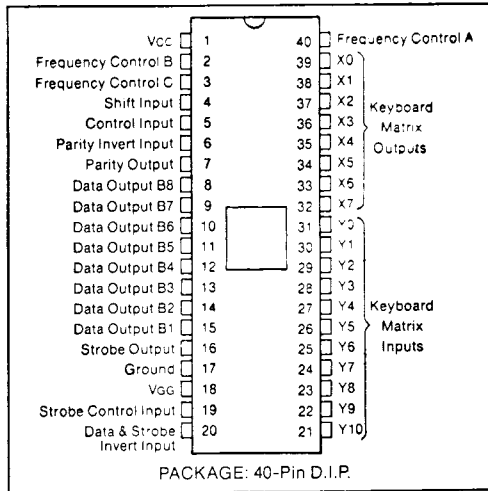 Vcc 1 40 Frequency Control A
Frequency Control B 2 39 X0
Frequency Control C 3 38 X1
Shift Input 4 37 X2
Control Input 5 36 X3
Parity Invert Input 6 35 X4
Parity Output 7 34 X5
Data Output B8 8 33 X6
Data Output B7 9 32 X7
Keyboard
Matrix
Outputs
Data Output B6 10 31 Y0
Data Output B5 11 30 Y1
Data Output B4 12 29 Y2
Data Output B3 13 28 Y3
Data Output B2 14 27 Y4
Data Output B1 15 26 Y5
Strobe Output 16 25 Y6
Ground 17 24 Y7
VGG 18 23 Y8
Strobe Control Input 19 22 Y9
Data & Strobe 20 21 Y10
Invert Input
Keyboard
Matrix
Inputs
PACKAGE: 40-Pin D.I.P.